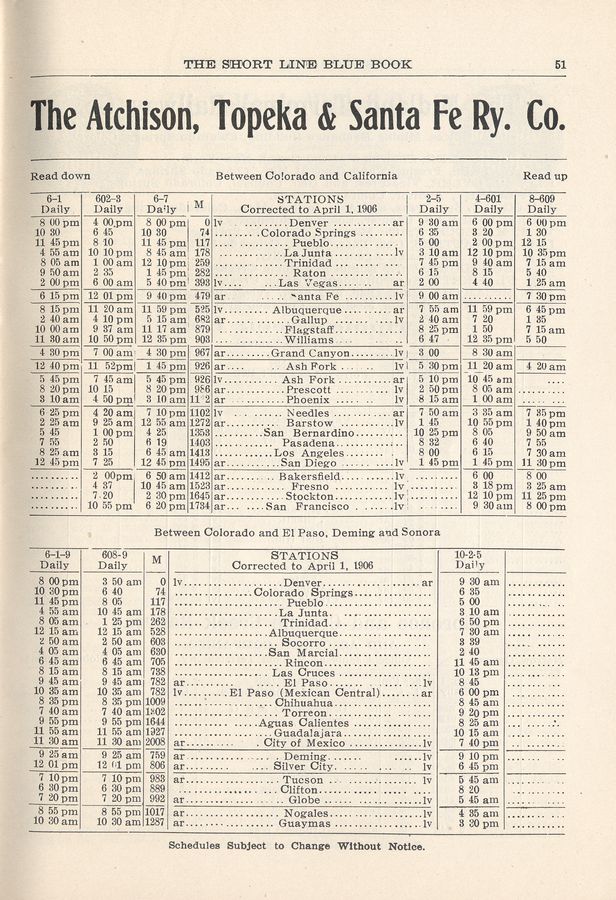 THE SHORT LINE BLUE BOOK 51
The Atchison, Topeka & Santa Fe Ry. Co.
Read down Between Colorado and California Read up
6-1 Daily 602-3 Daily 6-7 Daily M STATIONS Corrected to April 1, 1906 2-5 Daily 4-601 Daily 8-609 Daily
8 00 pm 4 00 pm 8 00 pm 0 lv Denver ar 9 30 am 6 00 pm 6 00 pm
10 30 6 45 10 30 74 Colorado Springs 6 35 3 20 1 30
11 45 pm 8 10 11 45 pm 117 Pueblo 5 00 2 00 pm 12 15
4 55 am 10 10 pm 8 45 am 178 La Junta lv 3 10 am 12 10 pm 10 35 pm
8 05 am 1 00 am 12 10 pm 259 Trinidad 7 45 pm 9 40 am 7 15 am
9 50 am 2 35 1 45 pm 282 Raton 6 15 8 15 5 40
2 00 pm 6 00 am 5 40 pm 393 lv Las Vegas ar 2 00 4 40 1 25 am
6 15 pm 12 01 pm 9 40 pm 479 ar Santa Fe lv 9 00 am 7 30 pm
8 15 pm 11 20 am 11 59 pm 525 lv Albuquerque ar 7 55 am 11 59 pm 6 45 pm
2 40 am 4 10 pm 5 15 am 682 ar Gallup lv 2 40 am 7 20 1 35
10 00 am 9 37 am 11 17 am 879 Flagstaff 8 25 pm 1 50 7 15 am
11 30 am 10 50 pm 12 35 pm 903 Williams 6 47 12 35 pm 5 50
4 30 pm 7 00 am 4 30 pm 967 ar Grand Canyon lv 3 00 8 30 am
12 40 pm 11 52pm 1 45 pm 926 ar Ash Fork lv 5 30 pm 11 20 am 4 20 am
5 45 pm 7 45 am 5 45 pm 926 lv Ash Fork ar 5 10 pm 10 45 am
8 20 pm 10 15 8 20 pm 986 ar Prescott lv 2 50 pm 8 05 am
3 10 am 4 50 pm 3 10 am ar Phoenix lv 8 15 am 1 00 am
6 25 pm 4 20 am 7 10 pm 1102 lv Needles ar 7 50 am 3 35 am 7 35 pm
2 25 am 9 25 am 12 55 am 1272 ar Barstow lv 1 45 10 55 pm 1 40 pm
5 45 1 00 pm 4 25 1353 San Bernardino 10 25 pm 8 05 9 50 am
7 55 2 50 6 19 1403 Pasadena 8 32 6 40 7 55
8 25 am 3 15 6 45 am 1413 Los Angeles 8 00 6 15 7 30 am
12 45 pm 7 25 12 45 pm 1495 ar San Diego lv 1 45 pm 1 45 pm 11 30 pm
2 00pm 6 50 am 1412 ar Bakersfield lv 6 00 8 00
4 37 10 45 am 1523 ar Fresno lv 3 18 pm 3 25 am
7 20 2 30 pm 1645 ar Stockton lv 12 10 pm 11 25 pm
10 55 pm 6 20 pm 1734 ar San Francisco lv 9 30 am 8 00 pm
Between Colorado and El Paso, Deming and Sonora
6-1-9 Daily 608-9 Daily M STATIONS Corrected to April 1, 1906 10-2-5 Daily
8 00 pm 3 50 am 0 lv Denver ar 9 30 am
10 30 pm 6 40 74 Colorado Springs 6 35
11 45 pm 8 05 117 Pueblo 5 00
4 55 am 10 45 am 178 La Junta 3 10 am
8 05 am 1 25 pm 262 Trinidad 6 50 pm
12 15 am 12 15 am 528 Albuquerque 7 30 am
2 50 am 2 50 am 603 Socorro 3 39
4 05 am 4 05 am 630 San Marcial 2 40
6 45 am 6 45 am 705 Rincon 11 45 am
8 15 am 8 15 am 738 Las Cruces 10 13 pm
9 45 am 9 45 am 782 ar El Paso lv 8 45
10 35 am 10 35 am 782 lv El Paso (Mexican Central) ar 6 00 pm
8 35 pm 8 35 pm 1009 Chihuahua 8 45 am
7 40 am 7 40 am 1302 Torreon 9 20 pm
9 55 pm 9 55 pm 1644 Aguas Calientes 8 25 am
11 55 am 11 55 am 1927 Guadalajara 10 15 am
11 30 am 11 30 am 2008 ar City of Mexico lv 7 40 pm
9 25 am 9 25 am 759 ar Deming lv 9 10 pm
12 01 pm 12 01 pm 806 ar Silver City lv 6 45 pm
7 10 pm 7 10 pm 983 ar Tucson lv 5 45 am
6 30 pm 6 30 pm 889 Clifton 8 20
7 20 pm 7 20 pm 992 ar Globe lv 5 45 am
8 55 pm 8 55 pm 1017 ar Nogales lv 4 35 am
10 30 am 10 30 am 1287 ar Guaymas lv 3 30 pm
Schedules Subject to Change Without Notice.